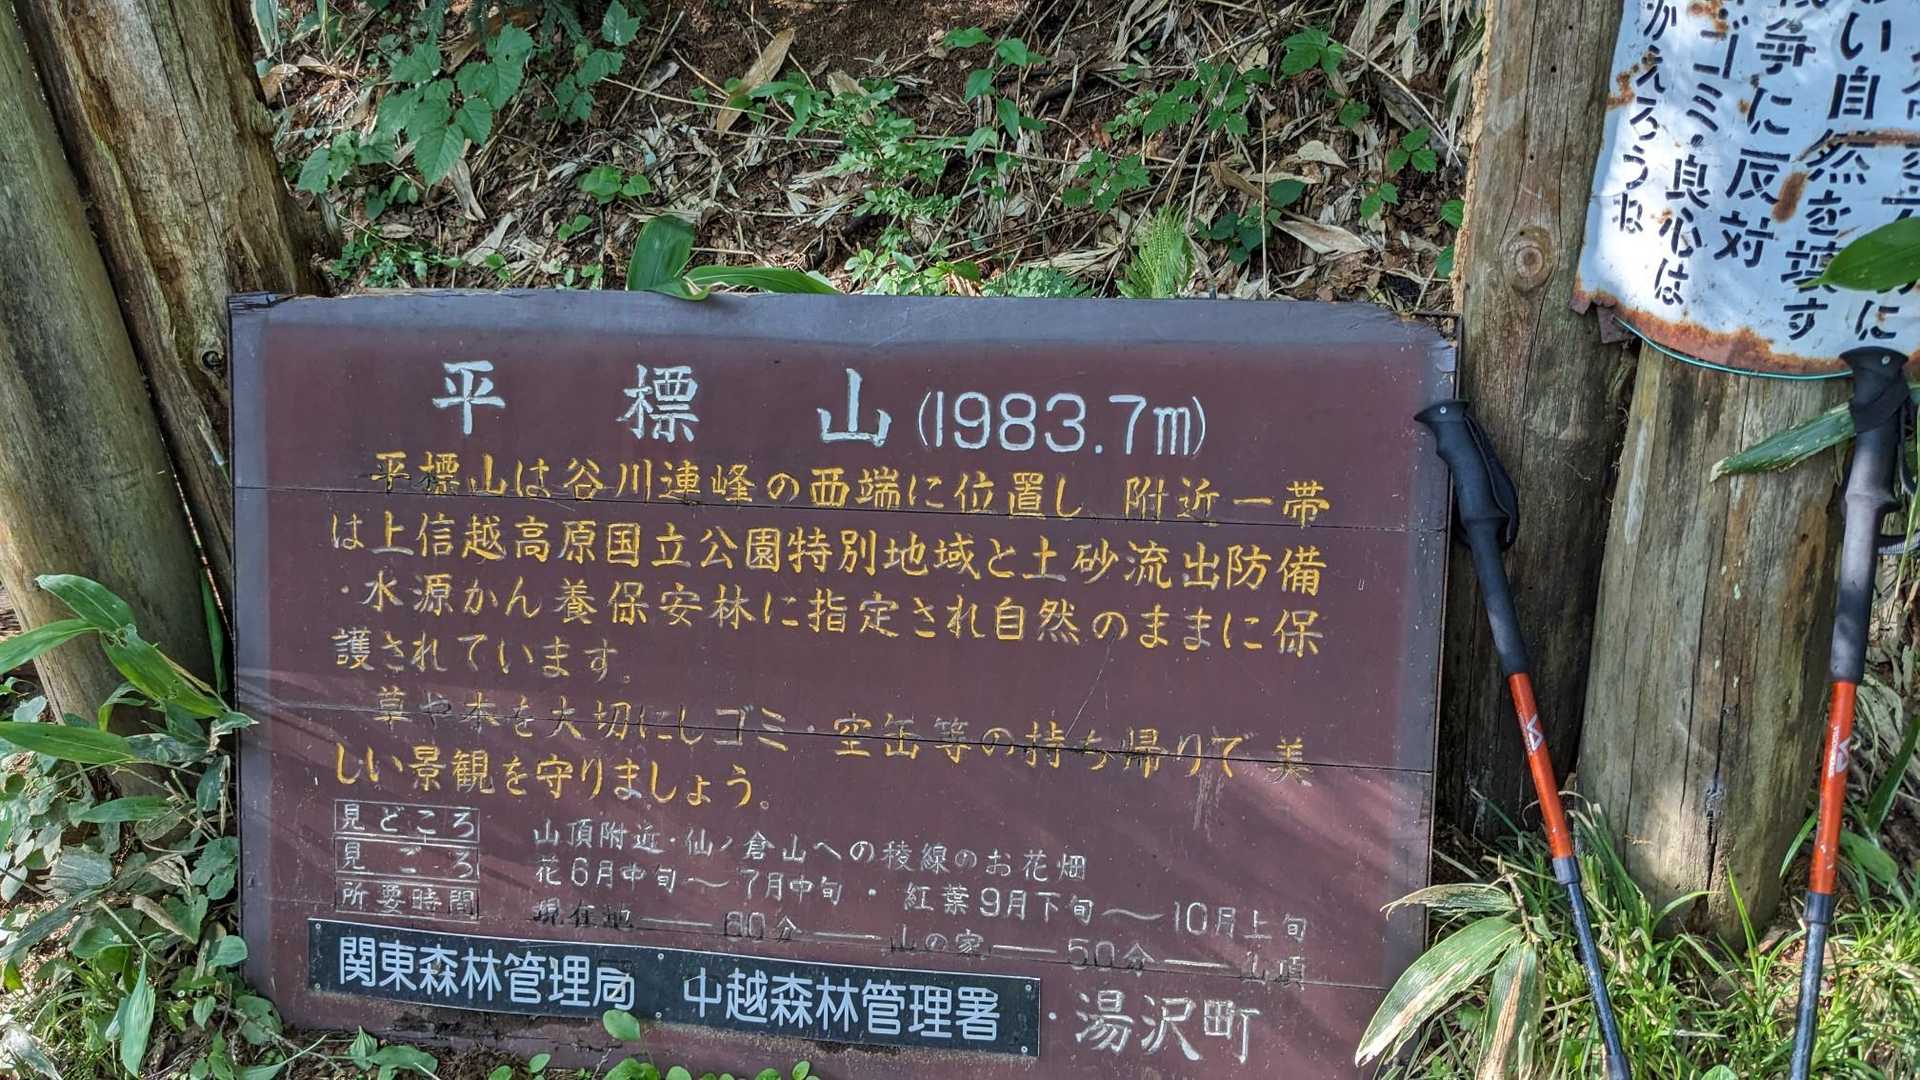 平標山(1983.7m)
平標山は谷川連峰の西端に位置し 附近一帯
は上信越高原国立公園特別地域と土砂流出防備
・水源かん養保安林に指定され自然のままに保
護されています。
草や木を大切にしゴミ・空缶等の持ち帰りで美
しい景観を守りましょう。
見どころ 山頂附近・仙ノ倉山への稜線のお花畑
見ごろ 花6月中旬〜7月中旬・紅葉9月下旬〜10月上旬
所要時間 現在地——80分——山の家——50分——山頂
関東森林管理局 中越森林管理署・湯沢町
い自然を壊す
争に反対
ゴミ・良心は
かえろうね